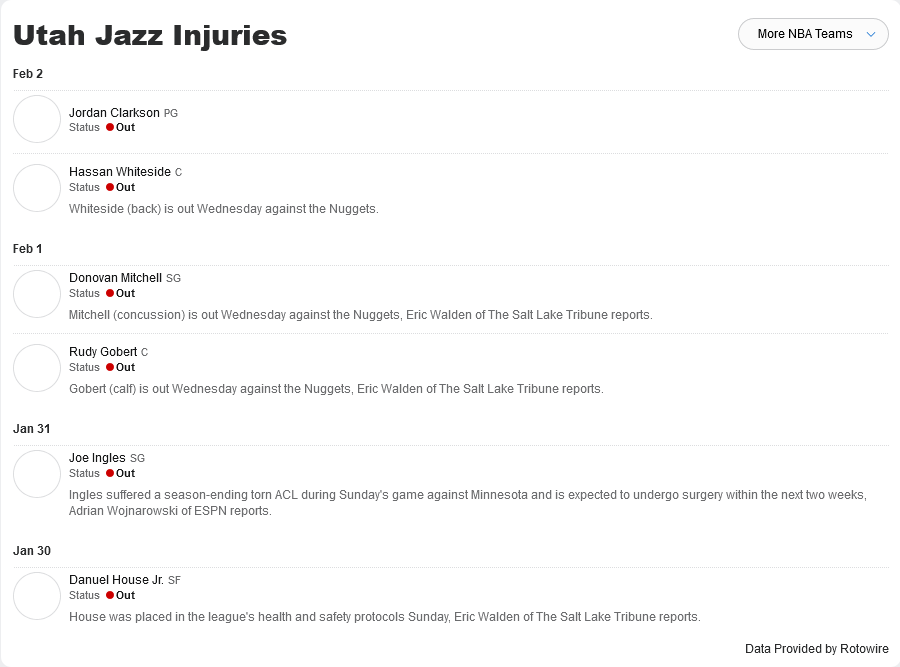 Utah Jazz Injuries
More NBA Teams
Feb 2
Jordan Clarkson PG
Status Out
Hassan Whiteside C
Status Out
Whiteside (back) is out Wednesday against the Nuggets.
Feb 1
Donovan Mitchell SG
Status Out
Mitchell (concussion) is out Wednesday against the Nuggets, Eric Walden of The Salt Lake Tribune reports.
Rudy Gobert C
Status Out
Gobert (calf) is out Wednesday against the Nuggets, Eric Walden of The Salt Lake Tribune reports.
Jan 31
Joe Ingles SG
Status Out
Ingles suffered a season-ending torn ACL during Sunday's game against Minnesota and is expected to undergo surgery within the next two weeks,
Adrian Wojnarowski of ESPN reports.
Jan 30
Danuel House Jr. SF
Status Out
House was placed in the league's health and safety protocols Sunday, Eric Walden of The Salt Lake Tribune reports.
Data Provided by Rotowire